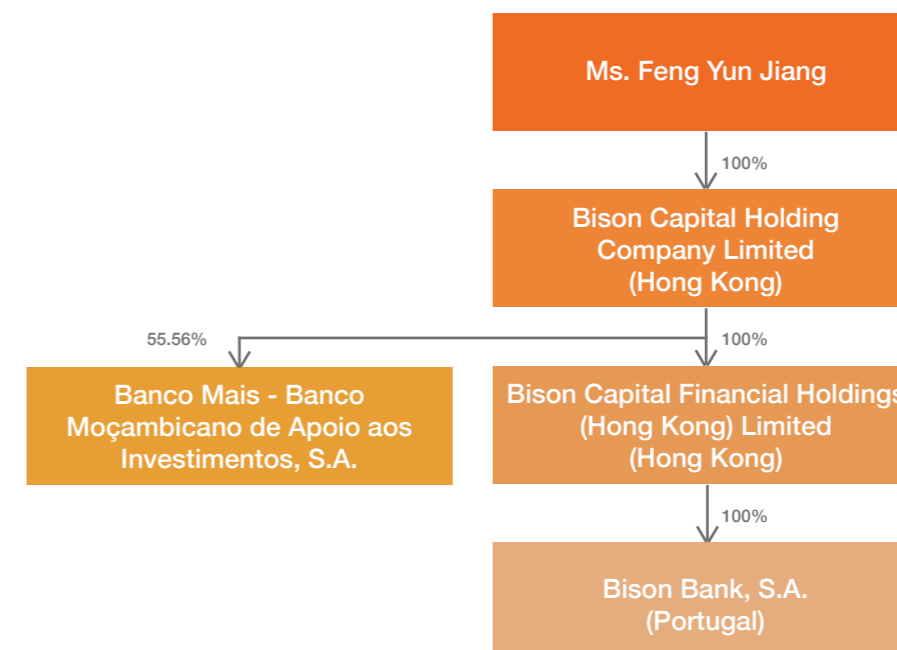 Ms. Feng Yun Jiang
100%
Bison Capital Holding
Company Limited
(Hong Kong)
55.56%
100%
Banco Mais - Banco
Moçambicano de Apoio aos
Investimentos, S.A.
Bison Capital Financial Holdings
(Hong Kong) Limited
(Hong Kong)
100%
Bison Bank, S.A.
(Portugal)